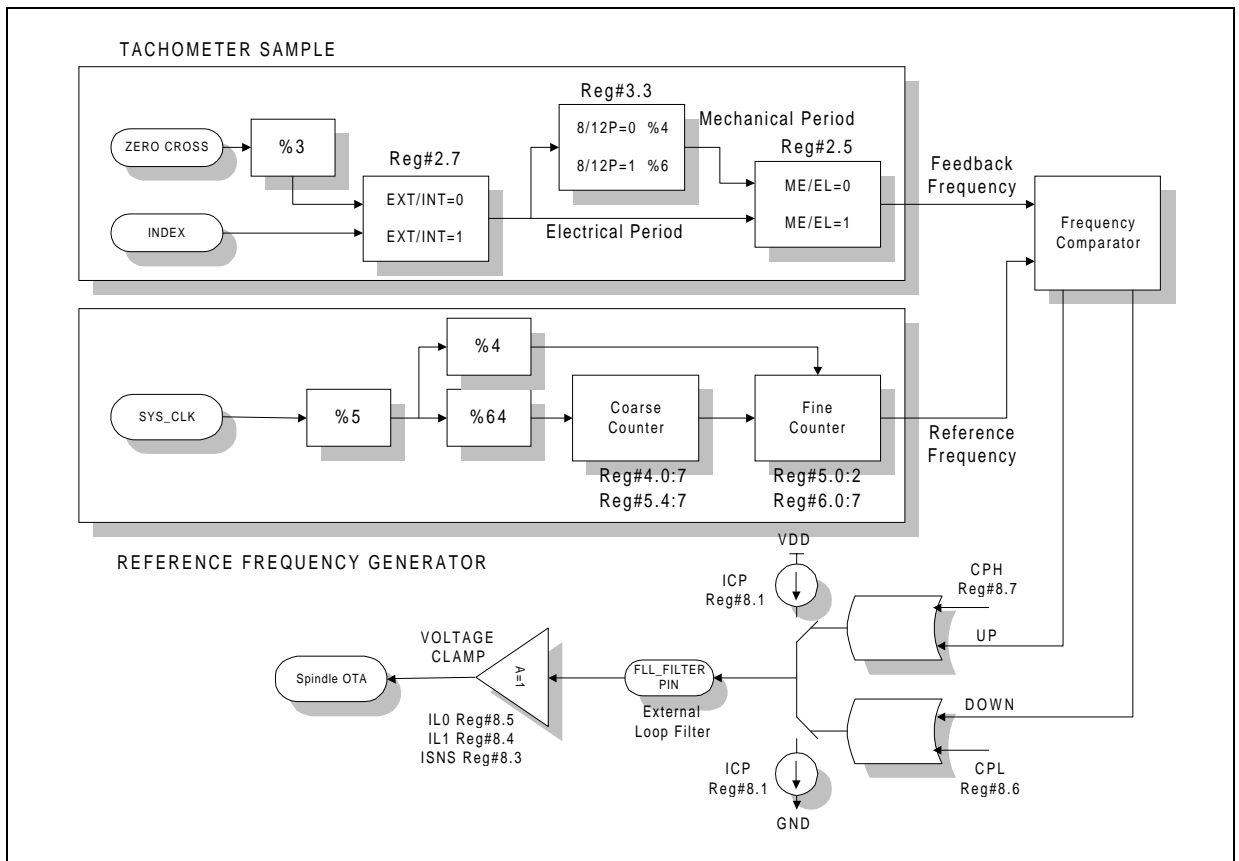 TACHOMETER SAMPLE
Reg#3.3
8/12P=0 %4
8/12P=1 %6
Mechanical Period
ZERO CROSS
%3
Reg#2.7
Reg#2.5
EXT/INT=0
EXT/INT=1
ME/EL=0
ME/EL=1
Feedback
Frequency
INDEX
Electrical Period
Frequency
Comparator
%4
SYS_CLK
%5
%64
Coarse
Counter
Fine
Counter
Reference
Frequency
Reg#4.0:7
Reg#5.4:7
Reg#5.0:2
Reg#6.0:7
REFERENCE FREQUENCY GENERATOR
VDD
ICP
Reg#8.1
CPH
Reg#8.7
UP
VOLTAGE
CLAMP
A=1
Spindle OTA
FLL_FILTER
PIN
External
Loop Filter
IL0 Reg#8.5
IL1 Reg#8.4
ISNS Reg#8.3
DOWN
ICP
Reg#8.1
CPL
Reg#8.6
GND